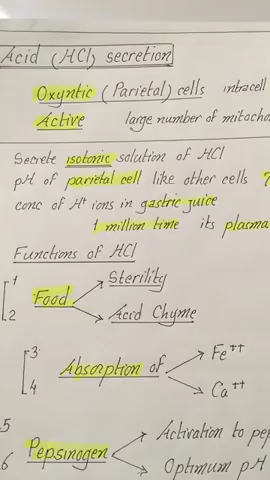 Acid (HCl) secretion
Oxyntic (Parietal) cells intracell
Active large number of mitocho
Secrete isotonic solution of HCl
pH of parietal cell like other cells 7
conc of H+ ions in gastric juice
1 million time its plasma
Functions of HCl
1 Sterility
Food
2 Acid Chyme
3 Fe++
Absorption of
4 Ca++
5 Activation to pep
Pepsinogen
6 Optimum pH